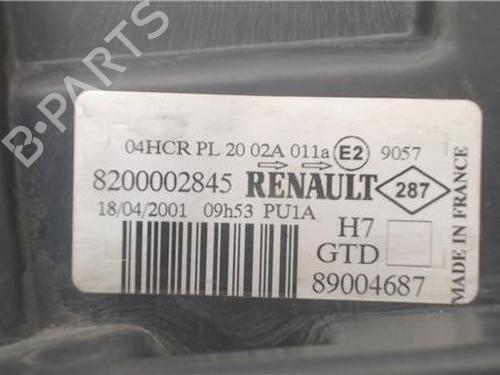 04HCR PL 20 02A 011a E2 9057
8200002845 RENAULT 287
18/04/2001 09h53 PU1A
H7
GTD
89004687
MADE IN FRANCE
B-PARTS